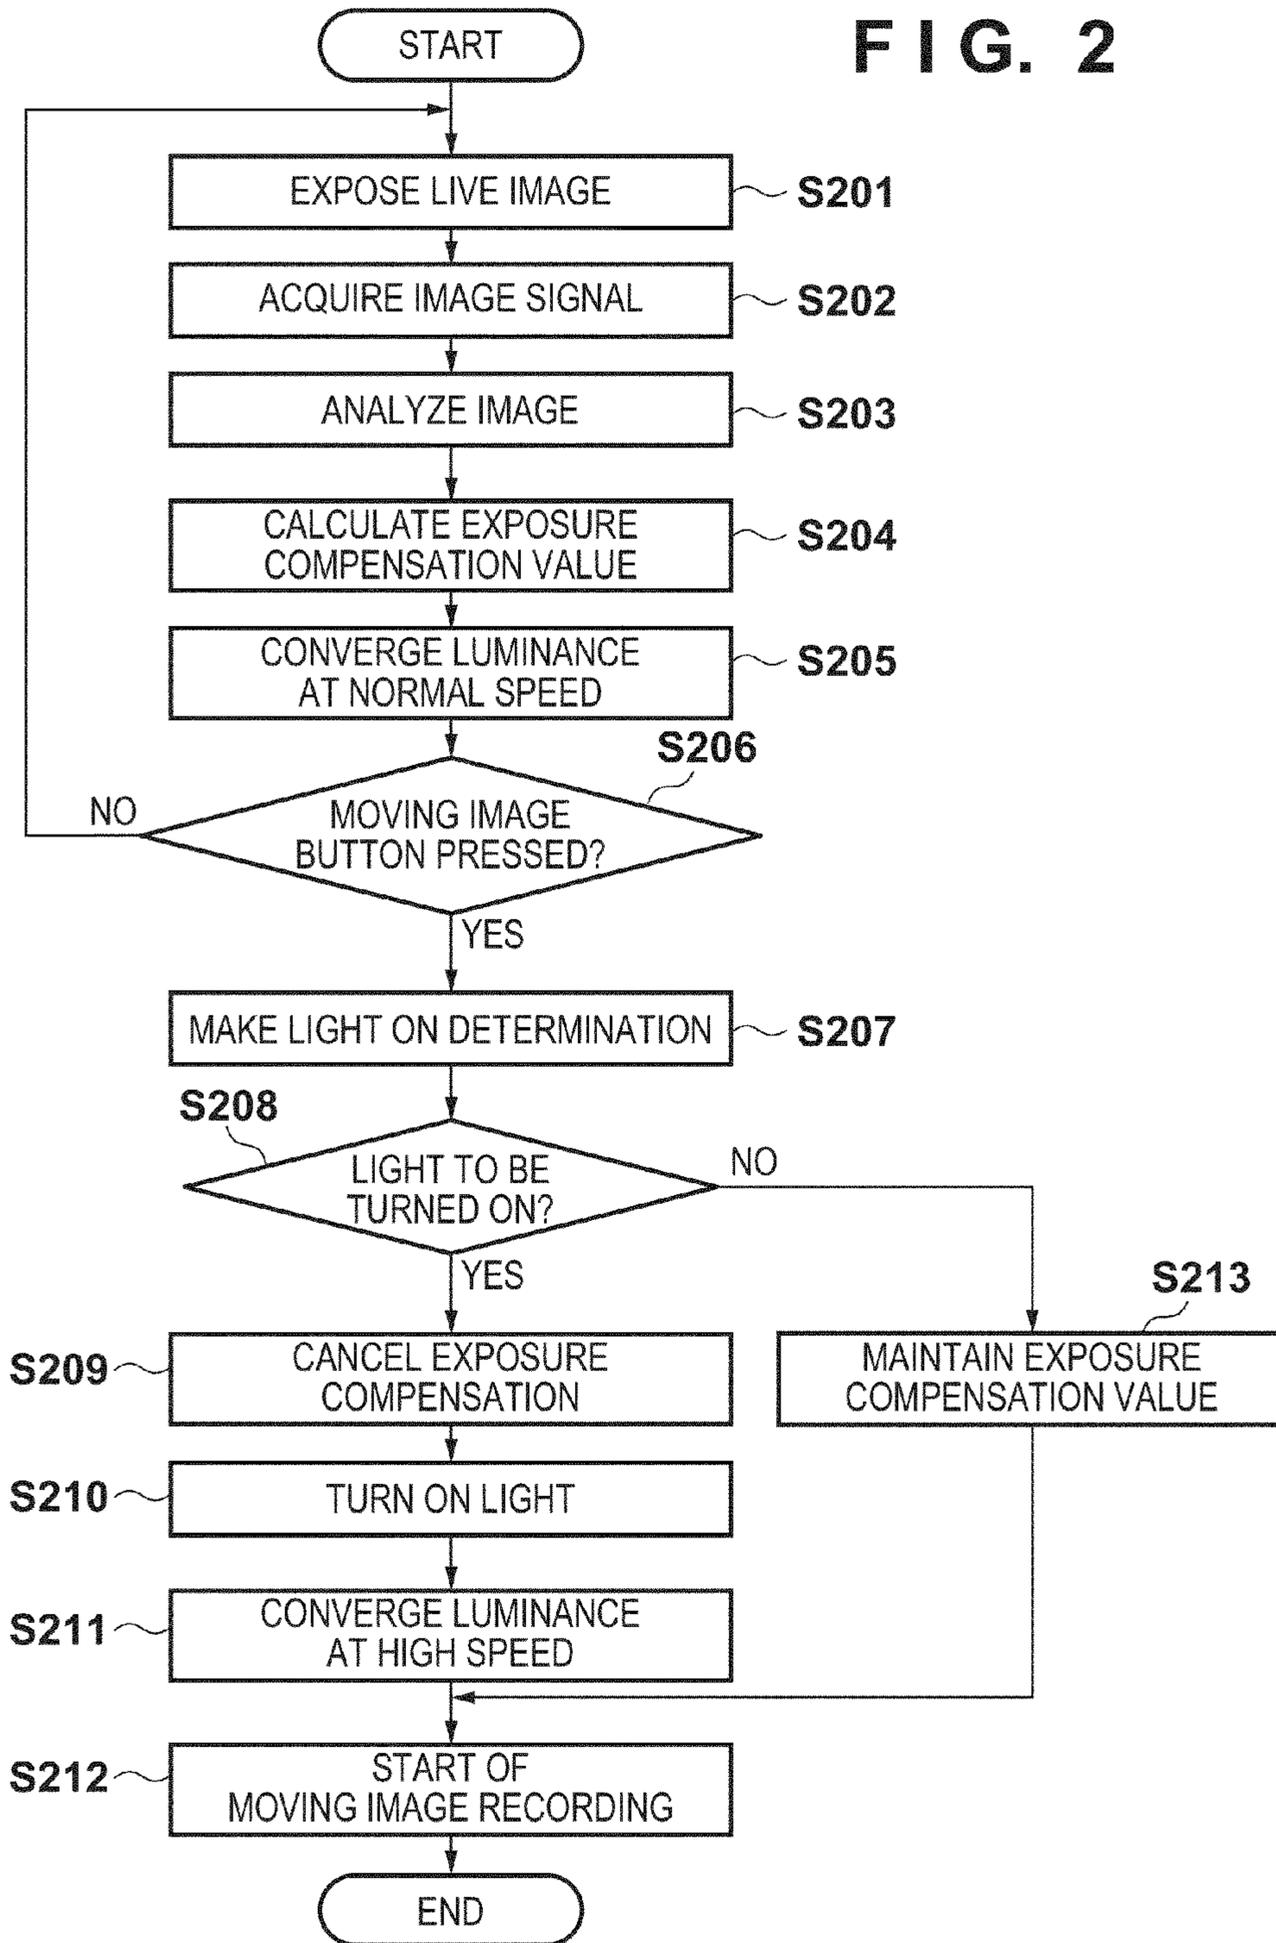 FIG. 2
START
EXPOSE LIVE IMAGE
S201
ACQUIRE IMAGE SIGNAL
S202
ANALYZE IMAGE
S203
CALCULATE EXPOSURE
COMPENSATION VALUE
S204
CONVERGE LUMINANCE
AT NORMAL SPEED
S205
S206
NO
MOVING IMAGE
BUTTON PRESSED?
YES
MAKE LIGHT ON DETERMINATION
S207
S208
LIGHT TO BE
TURNED ON?
NO
YES
S213
S209
CANCEL EXPOSURE
COMPENSATION
MAINTAIN EXPOSURE
COMPENSATION VALUE
S210
TURN ON LIGHT
S211
CONVERGE LUMINANCE
AT HIGH SPEED
S212
START OF
MOVING IMAGE RECORDING
END